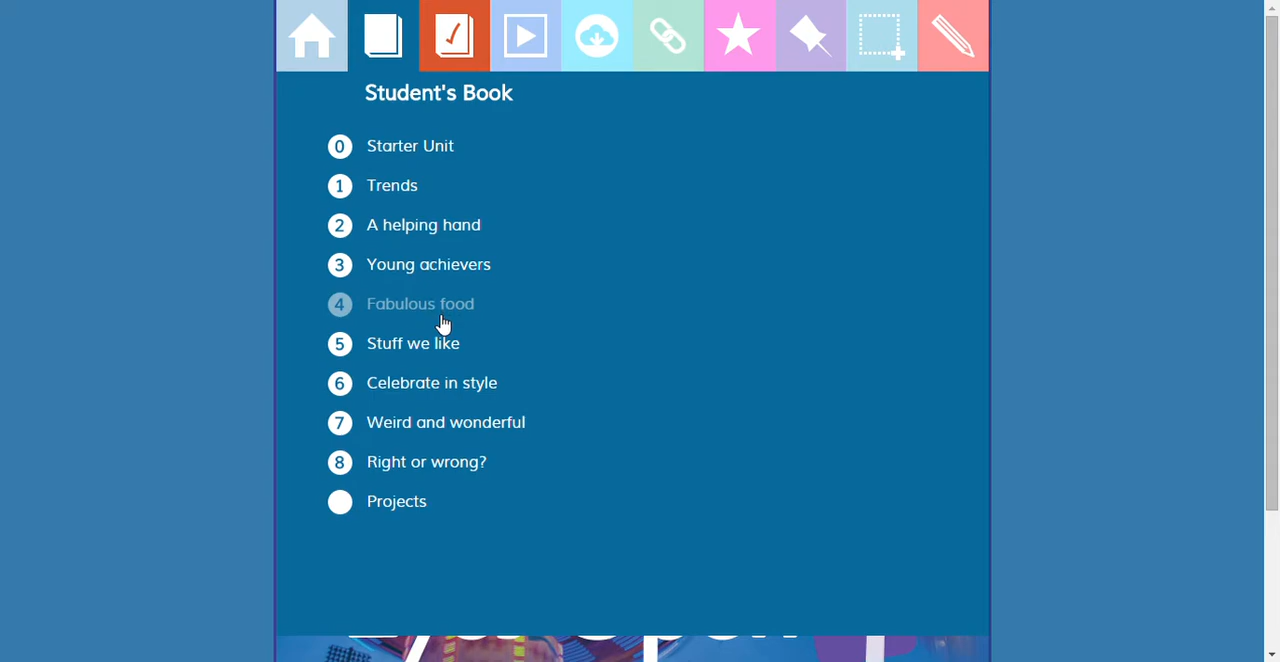 Student's Book
0 Starter Unit
1 Trends
2 A helping hand
3 Young achievers
4 Fabulous food
5 Stuff we like
6 Celebrate in style
7 Weird and wonderful
8 Right or wrong?
Projects